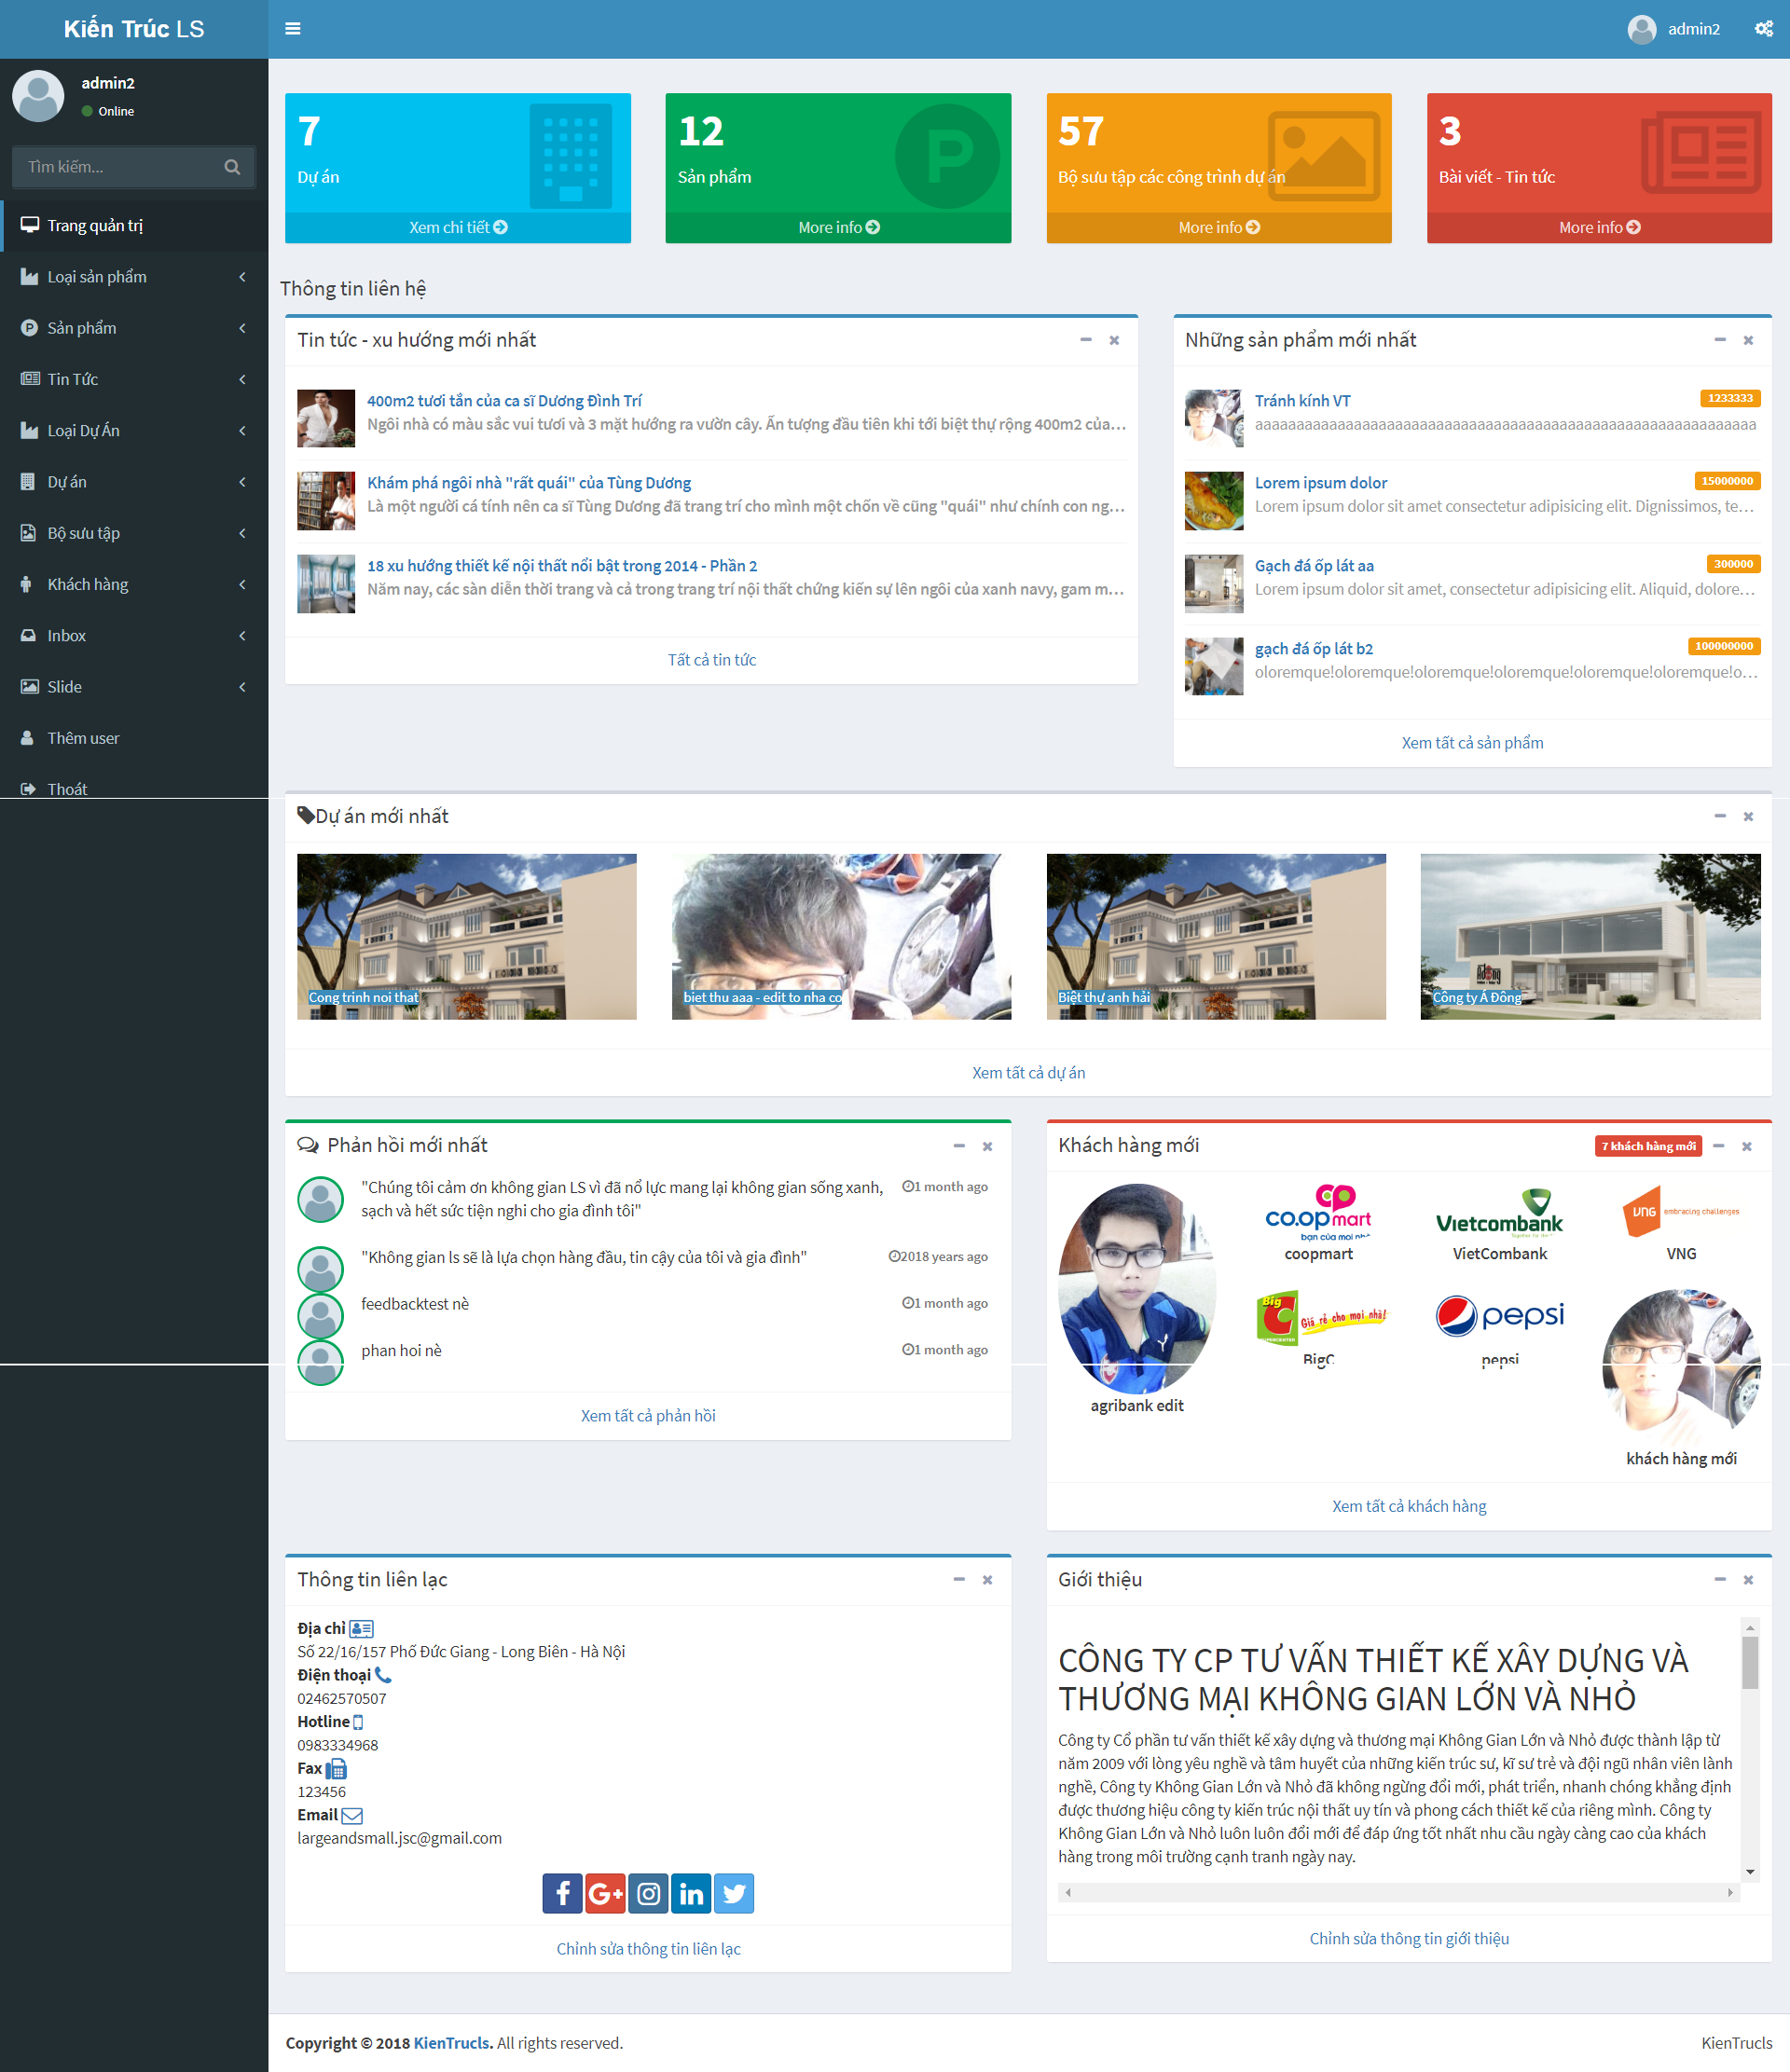 Kiến Trúc LS
admin2
admin2
Online
Tìm kiếm...
Trang quản trị
Loại sản phẩm
Sản phẩm
Tin Tức
Loại Dự Án
Dự án
Bộ sưu tập
Khách hàng
Inbox
Slide
Thêm user
Thoát
7
Dự án
Xem chi tiết
12
Sản phẩm
More info
57
Bộ sưu tập các công trình dự án
More info
3
Bài viết - Tin tức
More info
Thông tin liên hệ
Tin tức - xu hướng mới nhất
400m2 tươi tắn của ca sĩ Dương Đình Trí
Ngôi nhà có màu sắc vui tươi và 3 mặt hướng ra vườn cây. Ấn tượng đầu tiên khi tới biệt thự rộng 400m2 của...
Khám phá ngôi nhà "rất quái" của Tùng Dương
Là một người cá tính nên ca sĩ Tùng Dương đã trang trí cho mình một chốn về cũng "quái" như chính con ng...
18 xu hướng thiết kế nội thất nổi bật trong 2014 - Phần 2
Năm nay, các sàn diễn thời trang và cả trong trang trí nội thất chứng kiến sự lên ngôi của xanh navy, gam m...
Tất cả tin tức
Những sản phẩm mới nhất
Tránh kính VT 1233333
aaaaaaaaaaaaaaaaaaaaaaaaaaaaaaaaaaaaaaaaaaaaaaaaaaaaaaaaaaaaa
Lorem ipsum dolor 15000000
Lorem ipsum dolor sit amet consectetur adipisicing elit. Dignissimos, te...
Gạch đá ốp lát aa 300000
Lorem ipsum dolor sit amet, consectetur adipisicing elit. Aliquid, dolore...
gạch đá ốp lát b2 100000000
oloremque!oloremque!oloremque!oloremque!oloremque!oloremque!o...
Xem tất cả sản phẩm
Dự án mới nhất
Cong trinh noi that
biet thu aaa - edit to nha co
Biệt thự anh hải
Công ty Á Đông
Xem tất cả dự án
Phản hồi mới nhất
"Chúng tôi cảm ơn không gian LS vì đã nổ lực mang lại không gian sống xanh, 1 month ago
sạch và hết sức tiện nghi cho gia đình tôi"
"Không gian ls sẽ là lựa chọn hàng đầu, tin cậy của tôi và gia đình" 2018 years ago
feedbacktest nè 1 month ago
phan hoi nè 1 month ago
Xem tất cả phản hồi
Khách hàng mới
7 khách hàng mới
agribank edit
co.opmart
coopmart
Vietcombank
VietCombank
VNG embracing challenges
VNG
Big C Giá rẻ cho mọi nhà!
BigC
pepsi
pepsi
khách hàng mới
Xem tất cả khách hàng
Thông tin liên lạc
Địa chỉ
Số 22/16/157 Phố Đức Giang - Long Biên - Hà Nội
Điện thoại
02462570507
Hotline
0983334968
Fax
123456
Email
largeandsmall.jsc@gmail.com
Chỉnh sửa thông tin liên lạc
Giới thiệu
CÔNG TY CP TƯ VẤN THIẾT KẾ XÂY DỰNG VÀ
THƯƠNG MẠI KHÔNG GIAN LỚN VÀ NHỎ
Công ty Cổ phần tư vấn thiết kế xây dựng và thương mại Không Gian Lớn và Nhỏ được thành lập từ
năm 2009 với lòng yêu nghề và tâm huyết của những kiến trúc sư, kĩ sư trẻ và đội ngũ nhân viên lành
nghề, Công ty Không Gian Lớn và Nhỏ đã không ngừng đổi mới, phát triển, nhanh chóng khẳng định
được thương hiệu công ty kiến trúc nội thất uy tín và phong cách thiết kế của riêng mình. Công ty
Không Gian Lớn và Nhỏ luôn luôn đổi mới để đáp ứng tốt nhất nhu cầu ngày càng cao của khách
hàng trong môi trường cạnh tranh ngày nay.
Chỉnh sửa thông tin giới thiệu
Copyright © 2018 KienTrucls. All rights reserved.
KienTrucls